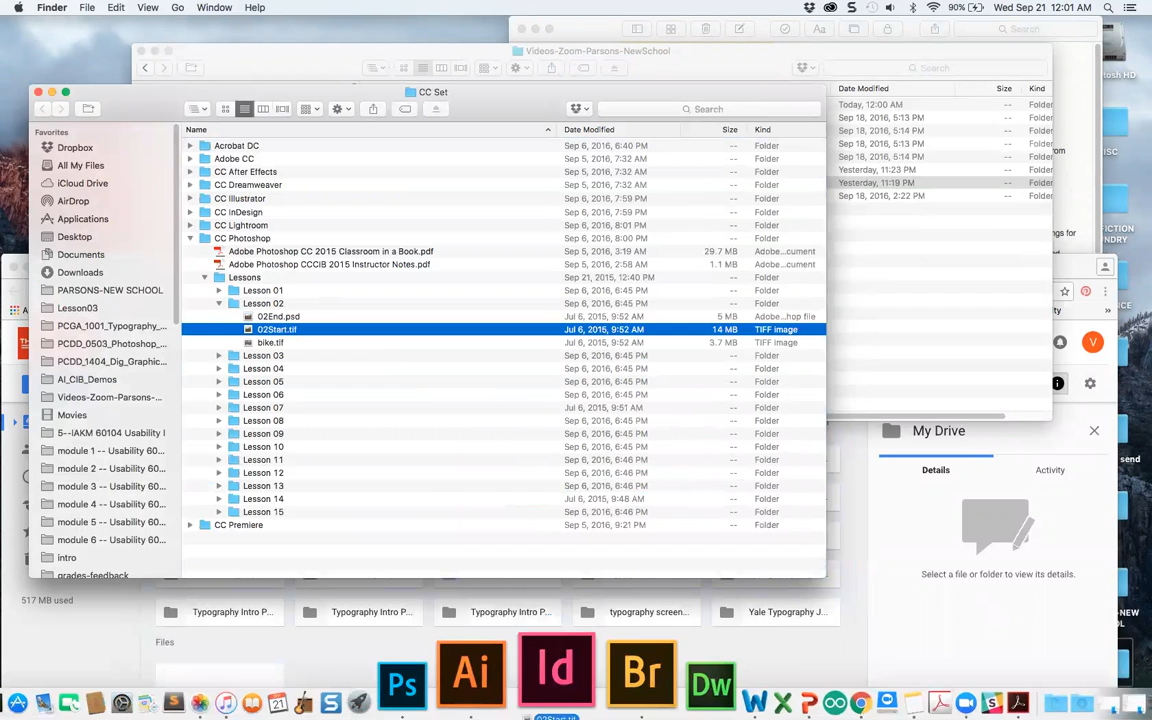 Finder File Edit View Go Window Help 90% Wed Sep 21 12:01 AM
Search
Videos-Zoom-Parsons-NewSchool
Search
CC Set
Search
Name Date Modified Size Kind
Date Modified Size Kind
Favorites
Dropbox
All My Files
iCloud Drive
AirDrop
Applications
Desktop
Documents
Downloads
PARSONS-NEW SCHOOL
Lesson03
PCGA_1001_Typography_...
PCDD_0503_Photoshop_...
PCDD_1404_Dig_Graphic...
AI_CIB_Demos
Videos-Zoom-Parsons-...
Movies
5--IAKM 60104 Usability I
module 1 -- Usability 60...
module 2 -- Usability 60...
module 3 -- Usability 60...
module 4 -- Usability 60...
module 5 -- Usability 60...
module 6 -- Usability 60...
intro
grades-feedback
Acrobat DC Sep 6, 2016, 6:40 PM -- Folder
Adobe CC Sep 5, 2016, 7:32 AM -- Folder
CC After Effects Sep 5, 2016, 7:32 AM -- Folder
CC Dreamweaver Sep 5, 2016, 7:32 AM -- Folder
CC Illustrator Sep 6, 2016, 7:59 PM -- Folder
CC InDesign Sep 6, 2016, 7:59 PM -- Folder
CC Lightroom Sep 6, 2016, 8:01 PM -- Folder
CC Photoshop Sep 6, 2016, 8:00 PM -- Folder
Adobe Photoshop CC 2015 Classroom in a Book.pdf Sep 5, 2016, 3:19 AM 29.7 MB Adobe...cument
Adobe Photoshop CCCIB 2015 Instructor Notes.pdf Sep 5, 2016, 2:58 AM 1.1 MB Adobe...cument
Lessons Sep 21, 2015, 12:40 PM -- Folder
Lesson 01 Sep 6, 2016, 6:45 PM -- Folder
Lesson 02 Sep 6, 2016, 6:45 PM -- Folder
02End.psd Jul 6, 2015, 9:52 AM 5 MB Adobe...hop file
02Start.tif Jul 6, 2015, 9:52 AM 14 MB TIFF image
bike.tif Jul 6, 2015, 9:52 AM 3.7 MB TIFF image
Lesson 03 Sep 6, 2016, 6:45 PM -- Folder
Lesson 04 Sep 6, 2016, 6:45 PM -- Folder
Lesson 05 Sep 6, 2016, 6:45 PM -- Folder
Lesson 06 Sep 6, 2016, 6:45 PM -- Folder
Lesson 07 Jul 6, 2015, 9:51 AM -- Folder
Lesson 08 Sep 6, 2016, 6:45 PM -- Folder
Lesson 09 Sep 6, 2016, 6:45 PM -- Folder
Lesson 10 Sep 6, 2016, 6:45 PM -- Folder
Lesson 11 Sep 6, 2016, 6:46 PM -- Folder
Lesson 12 Sep 6, 2016, 6:46 PM -- Folder
Lesson 13 Sep 6, 2016, 6:46 PM -- Folder
Lesson 14 Jul 6, 2015, 9:48 AM -- Folder
Lesson 15 Sep 6, 2016, 6:46 PM -- Folder
CC Premiere Sep 5, 2016, 9:21 PM -- Folder
Today, 12:00 AM -- Folder
Sep 18, 2016, 5:13 PM -- Folder
Sep 18, 2016, 5:14 PM -- Folder
Sep 18, 2016, 5:13 PM -- Folder
Sep 18, 2016, 5:14 PM -- Folder
Yesterday, 11:23 PM -- Folder
Yesterday, 11:19 PM -- Folder
Sep 18, 2016, 2:22 PM -- Folder
tosh HD
ISC
FICTION
NDRY
ngs for
V
My Drive
Details Activity
Select a file or folder to view its details.
send
517 MB used
Typography Intro P... Typography Intro P... Typography Intro P... typography screen... Yale Typography J...
Files
Ps Ai Id Br Dw
02Start.tif